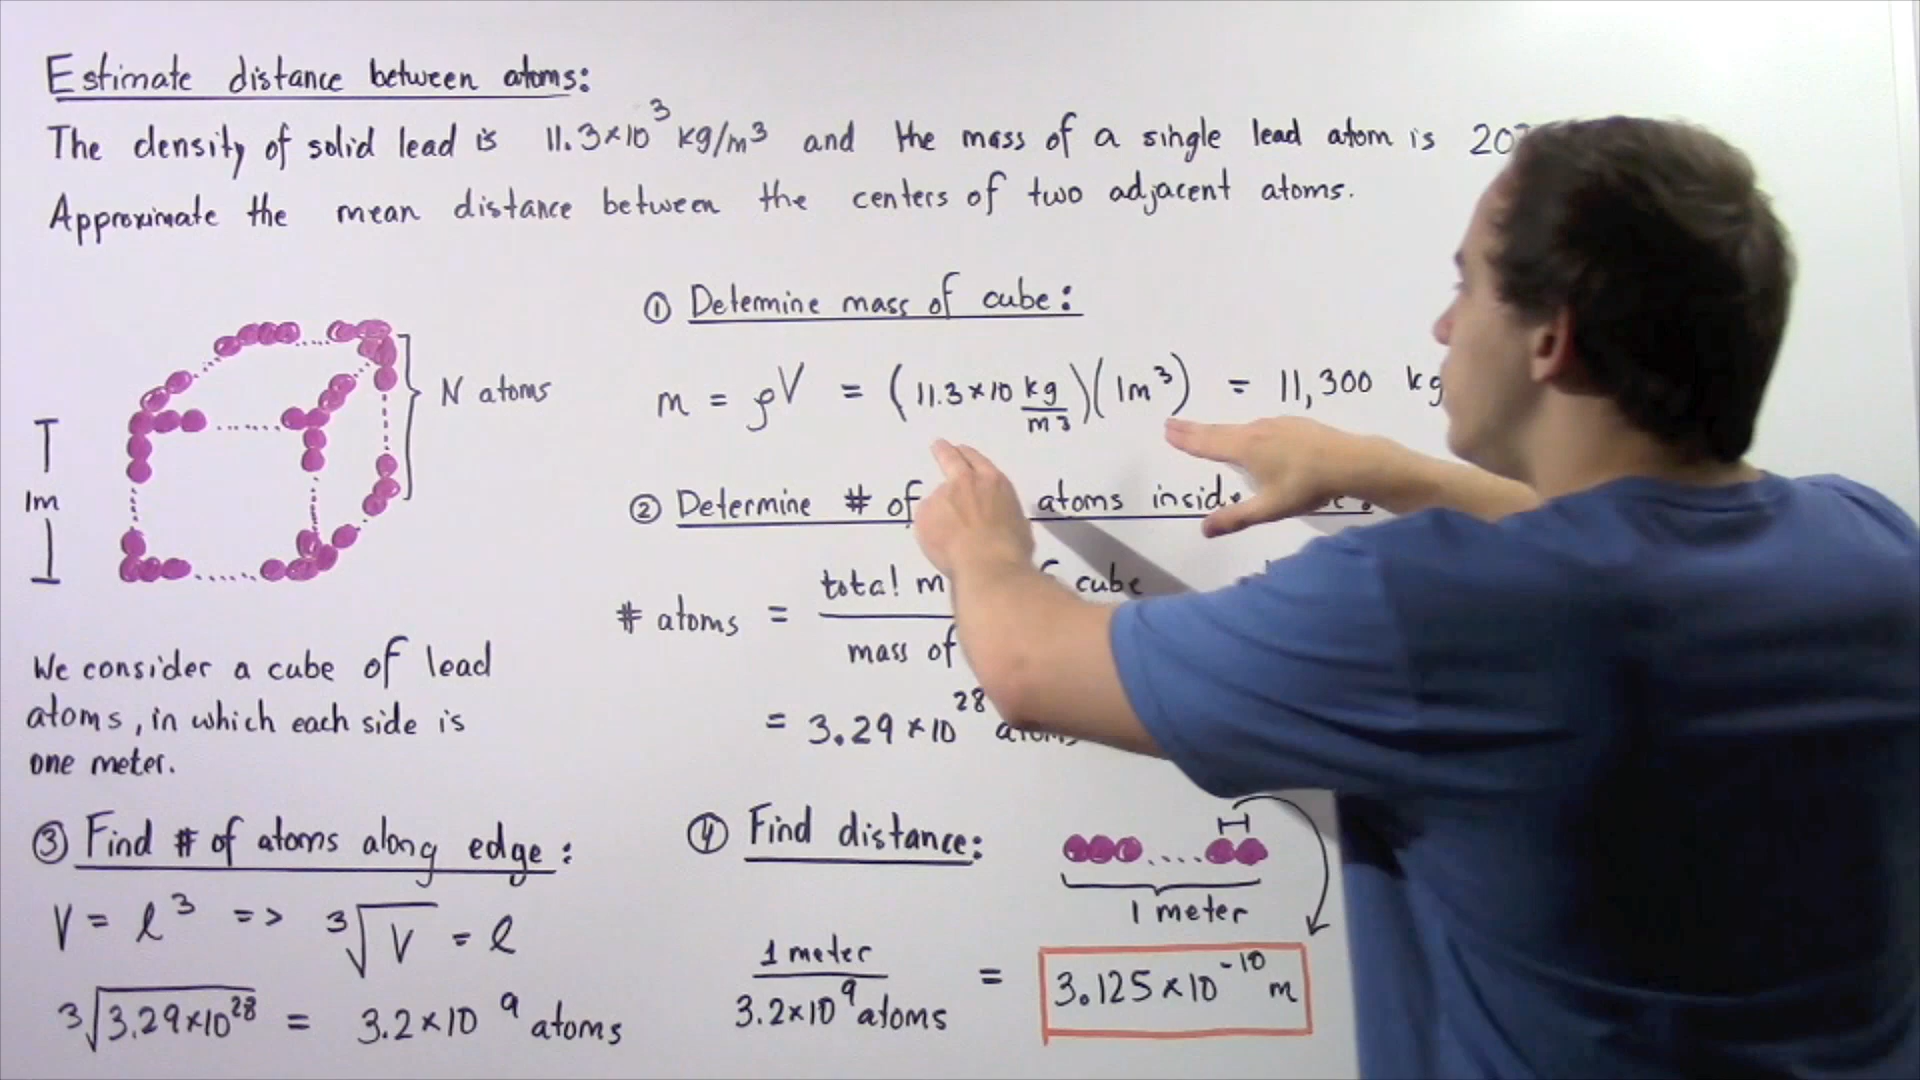 Estimate distance between atoms:
The density of solid lead is 11.3×10³ kg/m³ and the mass of a single lead atom is
Approximate the mean distance between the centers of two adjacent atoms.
N atoms
1m
We consider a cube of lead
atoms, in which each side is
one meter.
① Determine mass of cube:
m = ρV = (11.3×10 kg/m³)(1m³) = 11,300 kg
② Determine # of atoms inside
# atoms = total cube
mass of
= 3.29×10²⁸ atoms
③ Find # of atoms along edge:
V = l³ => ³√V = l
³√3.29×10²⁸ = 3.2×10⁹ atoms
④ Find distance:
1 meter
1 meter / 3.2×10⁹ atoms = 3.125×10⁻¹⁰ m